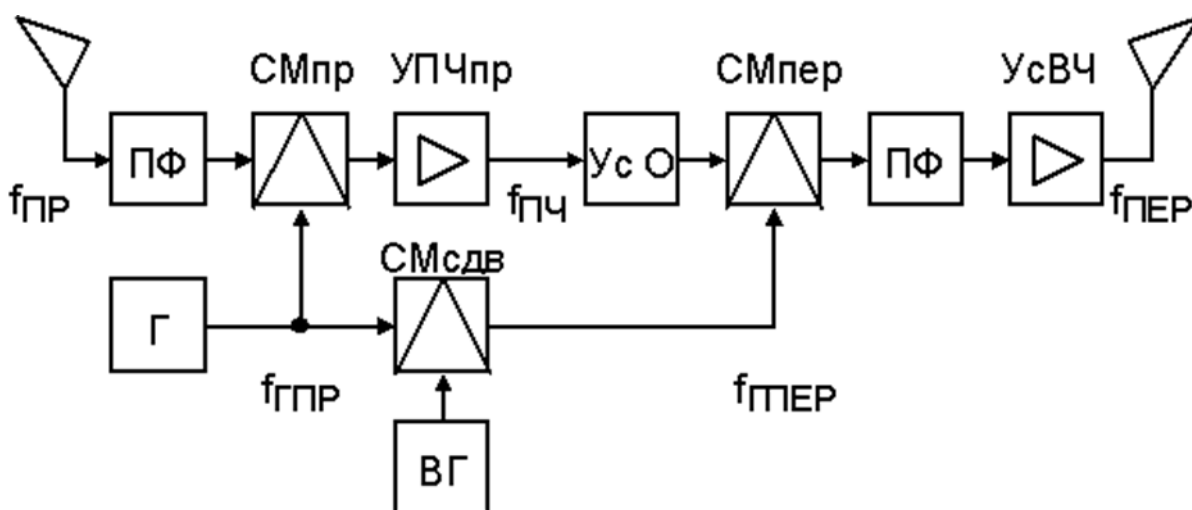 СМпр УПЧпр СМпер УсВЧ
ПФ Ус О ПФ
fПР fПЧ fПЕР
СМсдв
Г
fГПР fГПЕР
ВГ